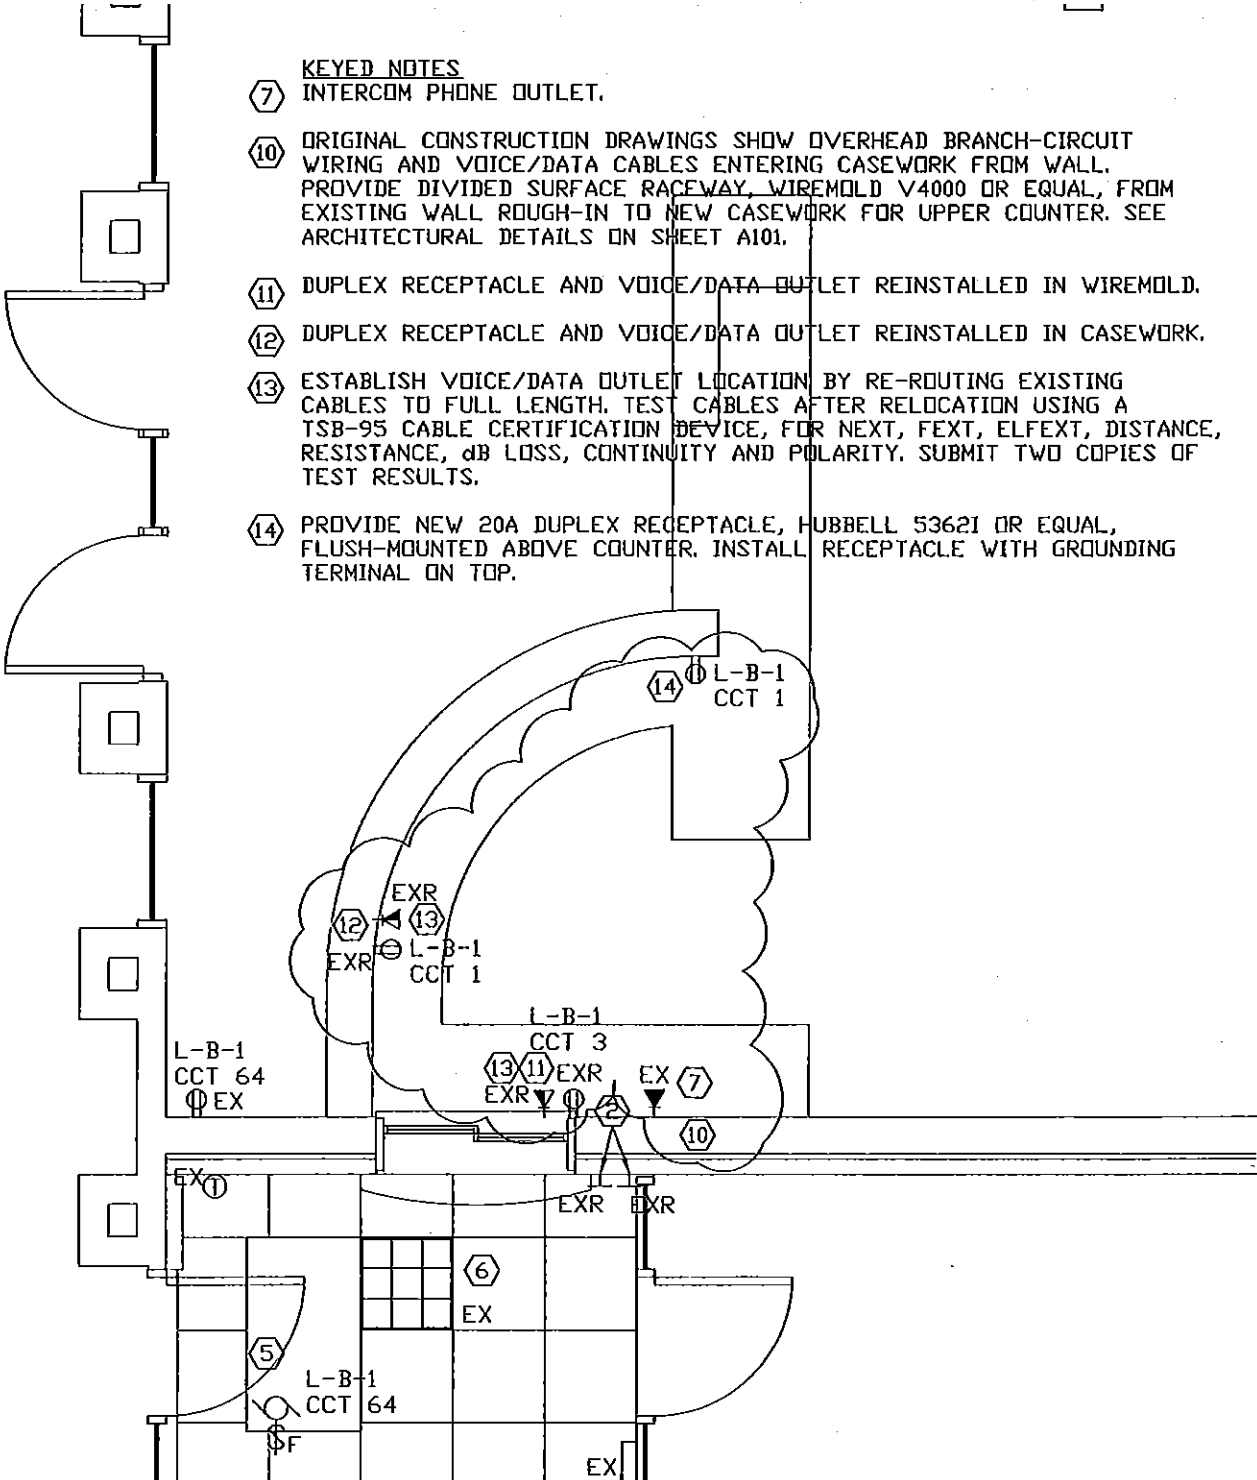 KEYED NOTES
7 INTERCOM PHONE OUTLET.
10 ORIGINAL CONSTRUCTION DRAWINGS SHOW OVERHEAD BRANCH-CIRCUIT
WIRING AND VOICE/DATA CABLES ENTERING CASEWORK FROM WALL.
PROVIDE DIVIDED SURFACE RACEWAY, WIREMOLD V4000 OR EQUAL, FROM
EXISTING WALL ROUGH-IN TO NEW CASEWORK FOR UPPER COUNTER. SEE
ARCHITECTURAL DETAILS ON SHEET A101.
11 DUPLEX RECEPTACLE AND VOICE/DATA OUTLET REINSTALLED IN WIREMOLD.
12 DUPLEX RECEPTACLE AND VOICE/DATA OUTLET REINSTALLED IN CASEWORK.
13 ESTABLISH VOICE/DATA OUTLET LOCATION BY RE-ROUTING EXISTING
CABLES TO FULL LENGTH. TEST CABLES AFTER RELOCATION USING A
TSB-95 CABLE CERTIFICATION DEVICE, FOR NEXT, FEXT, ELFEXT, DISTANCE,
RESISTANCE, dB LOSS, CONTINUITY AND POLARITY. SUBMIT TWO COPIES OF
TEST RESULTS.
14 PROVIDE NEW 20A DUPLEX RECEPTACLE, HUBBELL 5362I OR EQUAL,
FLUSH-MOUNTED ABOVE COUNTER. INSTALL RECEPTACLE WITH GROUNDING
TERMINAL ON TOP.
14 L-B-1
CCT 1
EXR
12 13
EXR L-B-1
CCT 1
L-B-1
CCT 3
13 11 EXR
EXR
EX 7
2
10
L-B-1
CCT 64
EX
EX 1
EXR EXR
6
EX
5
L-B-1
CCT 64
$F
EX